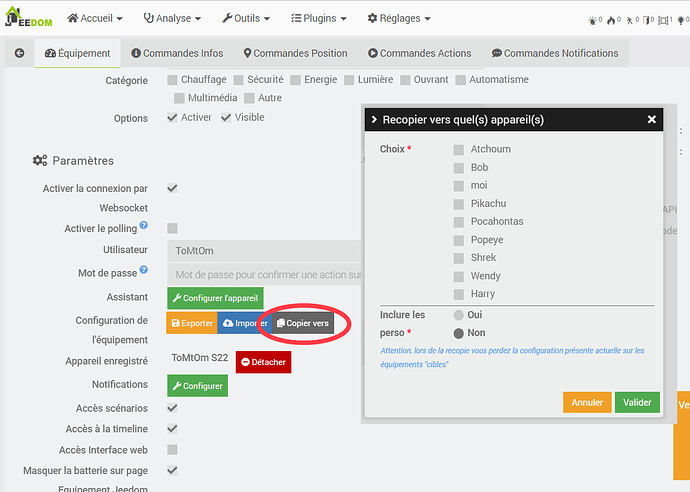 JEEDOM Accueil Analyse Outils Plugins Réglages 0 0 0 0 1 0
Équipement Commandes Infos Commandes Position Commandes Actions Commandes Notifications
Catégorie Chauffage Sécurité Energie Lumière Ouvrant Automatisme
Multimédia Autre
Options Activer Visible
Paramètres
Activer la connexion par
Websocket
Activer le polling ?
Utilisateur ToMtOm
Mot de passe ? Mot de passe pour confirmer une action sur
Assistant Configurer l'appareil
Configuration de Exporter Importer Copier vers
l'équipement
Appareil enregistré ToMtOm S22 Détacher
Notifications Configurer
Accès scénarios
Accès à la timeline
Accès Interface web
Masquer la batterie sur page
Equipement Jeedom
Recopier vers quel(s) appareil(s)
Choix * Atchoum
Bob
moi
Pikachu
Pocahontas
Popeye
Shrek
Wendy
Harry
Inclure les Oui
perso * Non
Attention, lors de la recopie vous perdez la configuration présente actuelle sur les
équipements "cibles"
Annuler Valider
:
:
API
ode
Ve